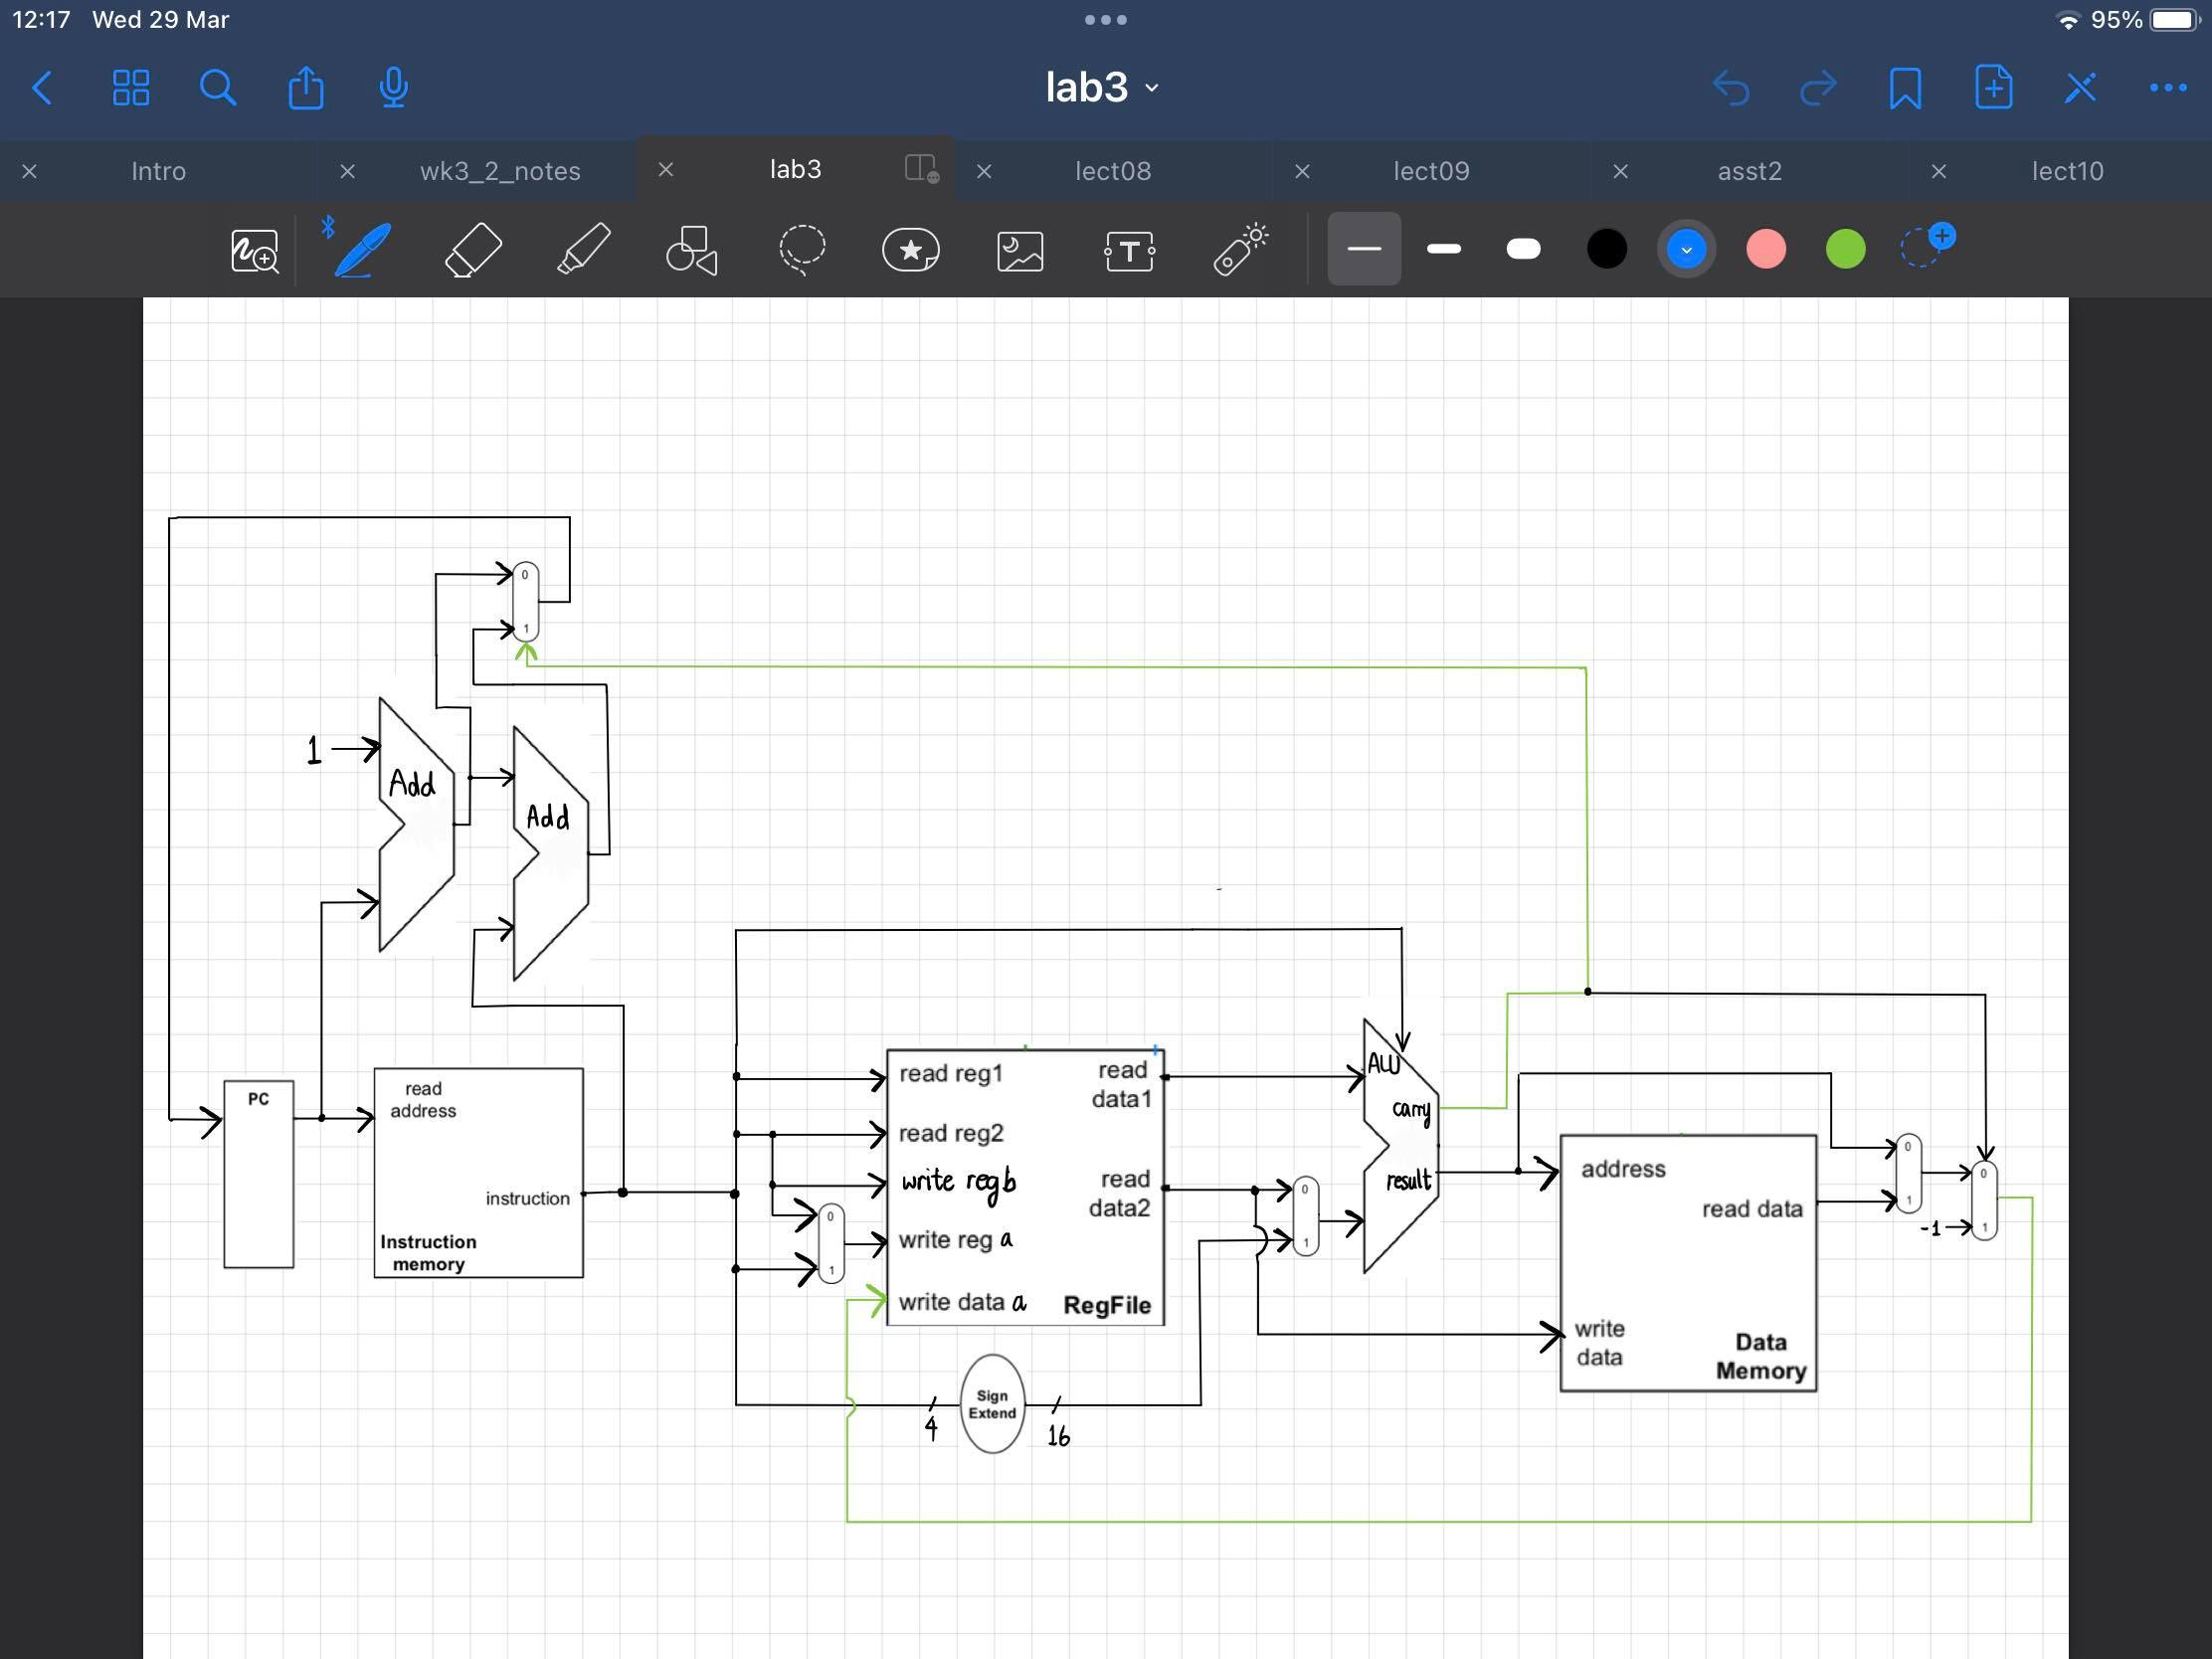 12:17 Wed 29 Mar
95%
lab3
Intro
wk3_2_notes
lab3
lect08
lect09
asst2
lect10
T
0
1
1
Add
Add
PC
read
address
instruction
Instruction
memory
read reg1
read
data1
read reg2
write reg b
read
data2
0
write reg a
1
write data a
RegFile
4
Sign
Extend
16
0
1
ALU
carry
result
address
read data
write
data
Data
Memory
0
1
0
-1
1